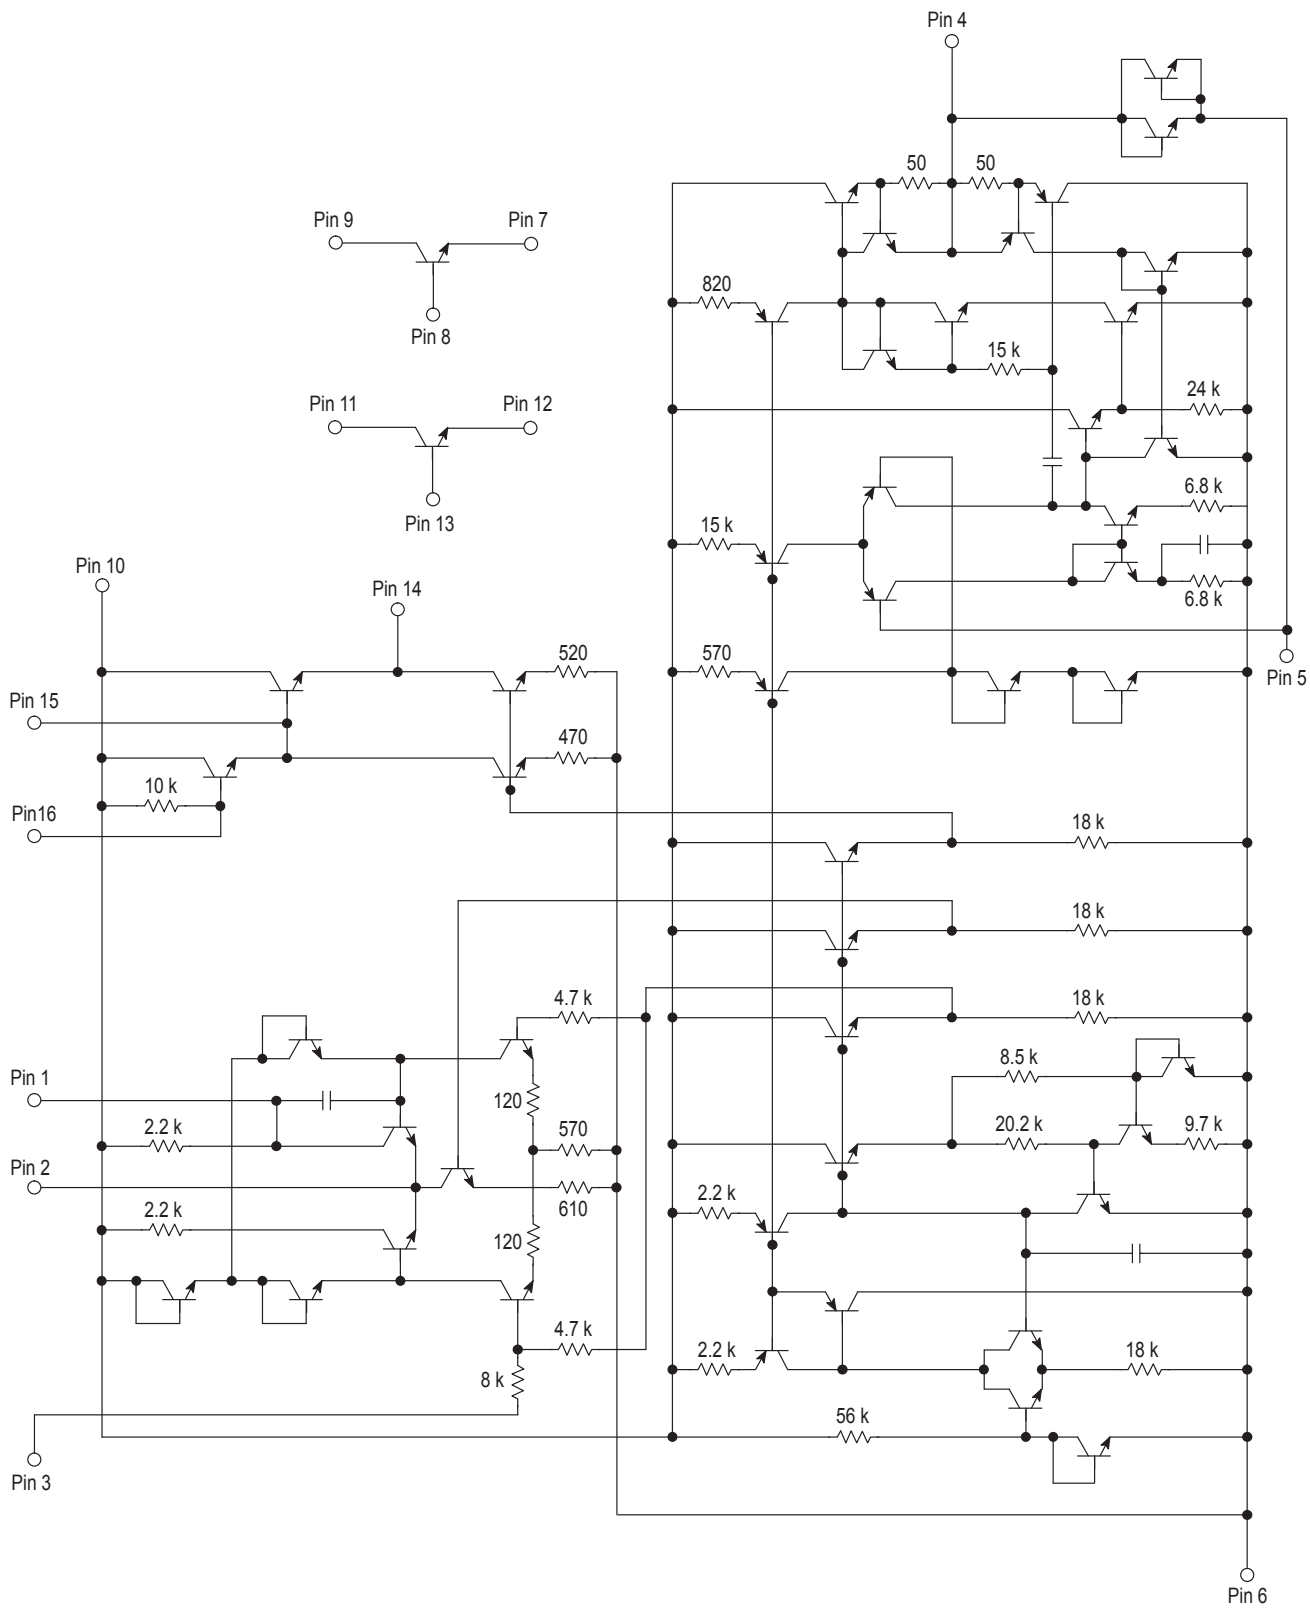 Pin 4
50
50
Pin 9
Pin 7
820
Pin 8
15 k
24 k
Pin 11
Pin 12
6.8 k
Pin 13
15 k
Pin 10
Pin 14
6.8 k
520
570
Pin 5
Pin 15
470
10 k
Pin16
18 k
18 k
4.7 k
18 k
8.5 k
Pin 1
120
2.2 k
570
20.2 k
9.7 k
Pin 2
2.2 k
610
2.2 k
120
4.7 k
2.2 k
18 k
8 k
56 k
Pin 3
Pin 6